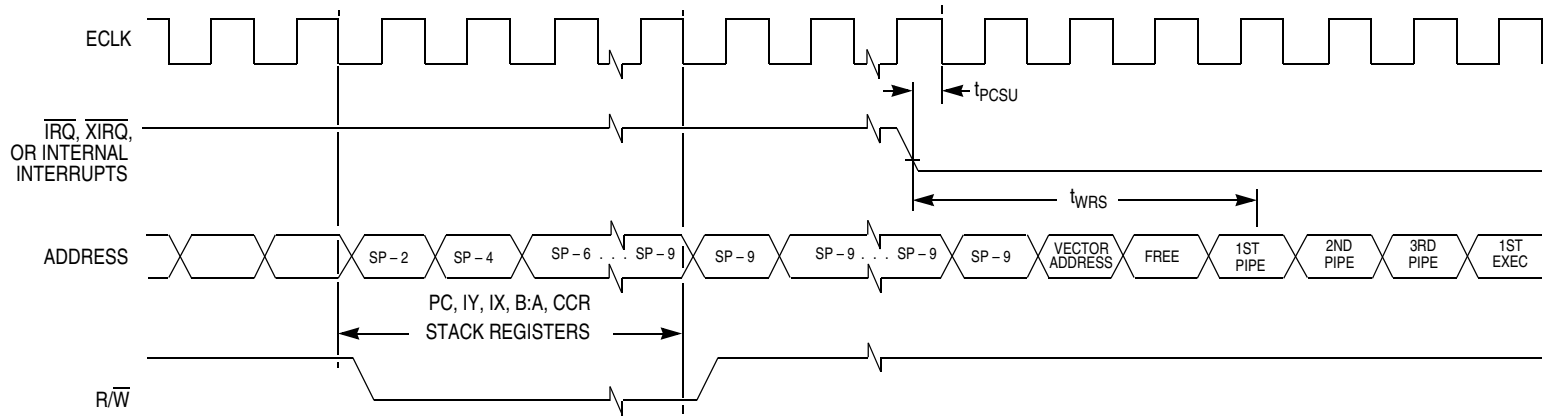 ECLK
tPCSU
IRQ, XIRQ,
OR INTERNAL
INTERRUPTS
tWRS
ADDRESS
SP – 2
SP – 4
SP – 6 . . . SP – 9
SP – 9
SP – 9 . . . SP – 9
SP – 9
VECTOR
ADDRESS
FREE
1ST
PIPE
2ND
PIPE
3RD
PIPE
1ST
EXEC
PC, IY, IX, B:A, CCR
STACK REGISTERS
R/W